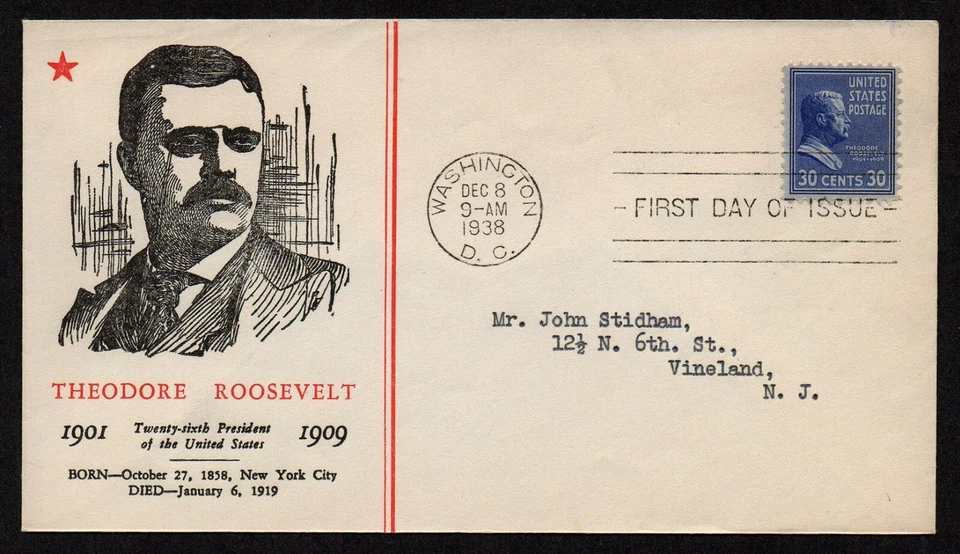 THEODORE ROOSEVELT
1901 Twenty-sixth President 1909
of the United States
BORN—October 27, 1858, New York City
DIED—January 6, 1919
WASHINGTON
DEC 8
9-AM
1938
D. C.
UNITED
STATES
POSTAGE
THEODORE
ROOSEVELT
1901-1909
30 CENTS 30
- FIRST DAY OF ISSUE -
Mr. John Stidham,
12½ N. 6th. St.,
Vineland,
N. J.